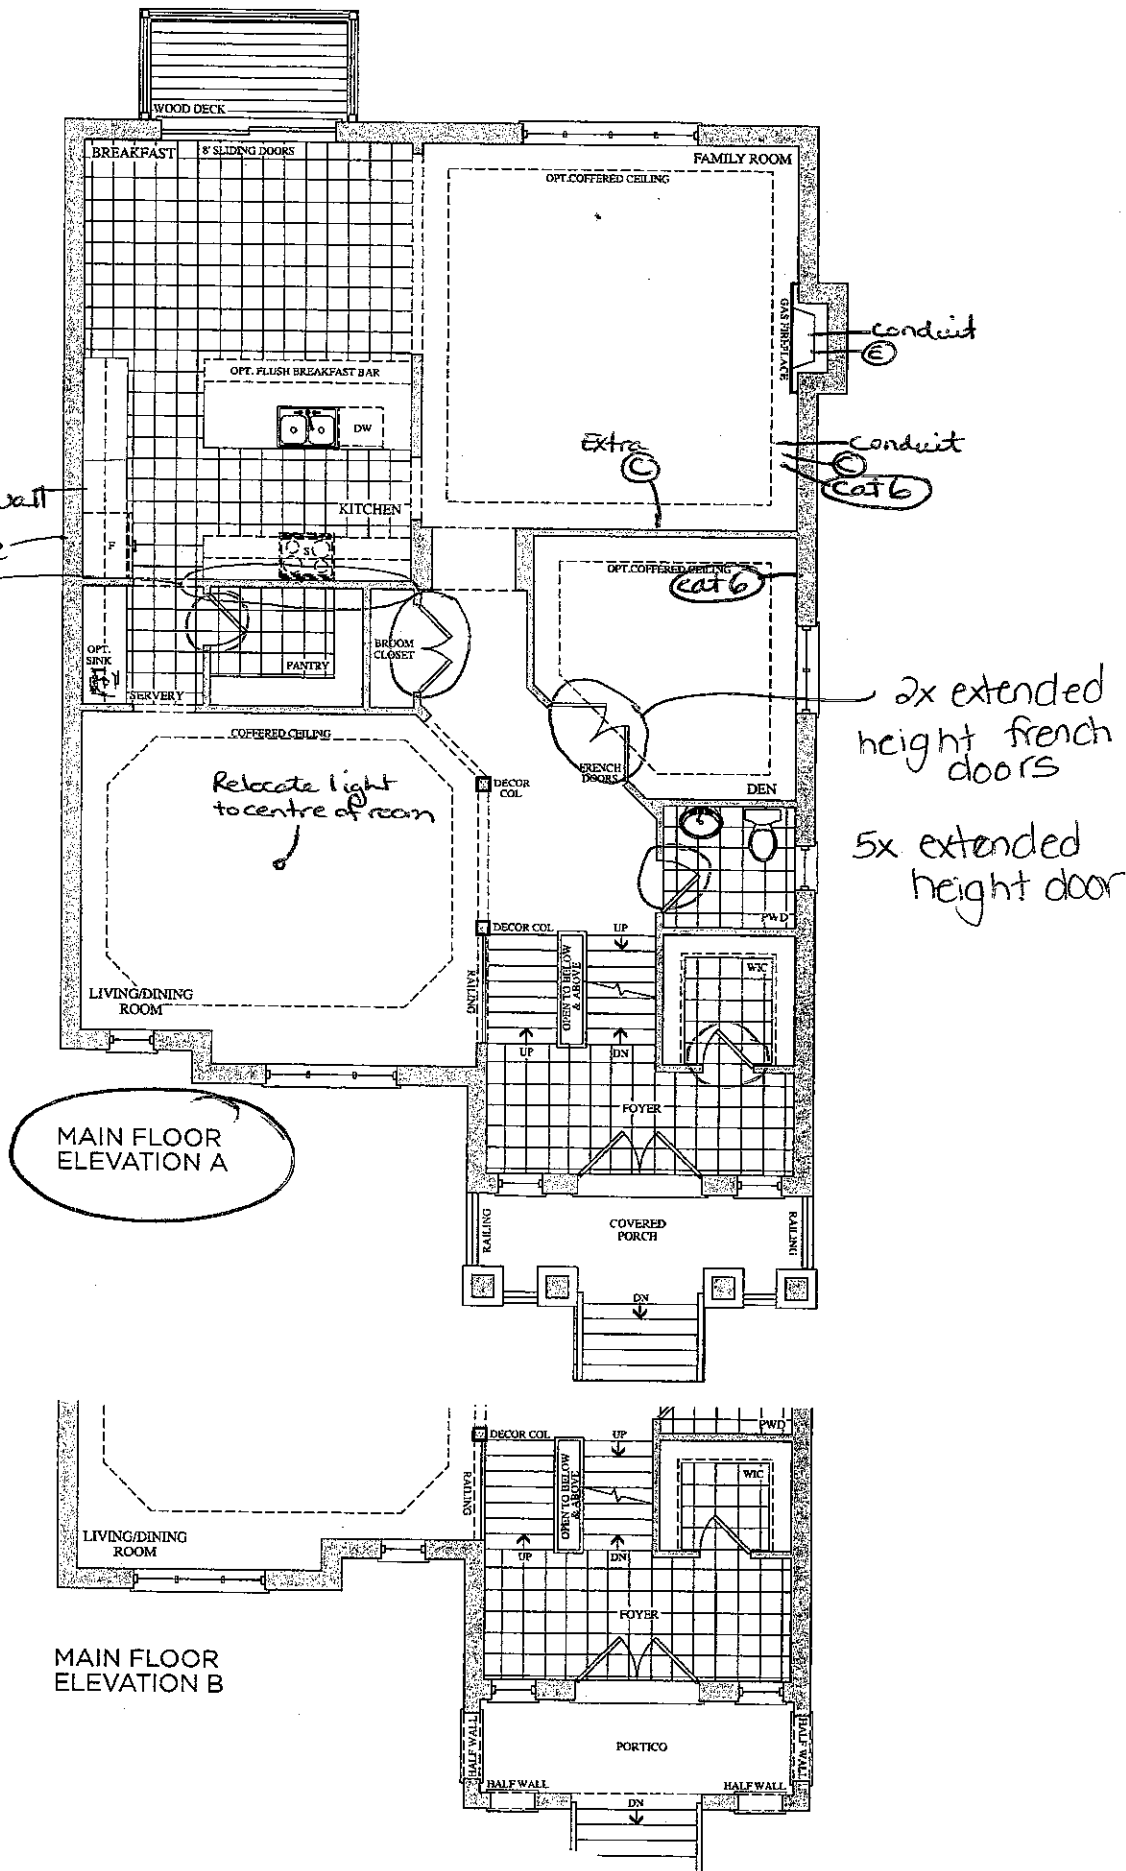 WOOD DECK
BREAKFAST
8' SLIDING DOORS
FAMILY ROOM
OPT.COFFERED CEILING
GAS FIREPLACE
conduit
E
OPT. FLUSH BREAKFAST BAR
DW
Extra
C
conduit
C
cat 6
KITCHEN
F
S
OPT.COFFERED CEILING
cat 6
OPT.
SINK
BROOM
CLOSET
PANTRY
SERVERY
2x extended
height french
doors
COFFERED CEILING
FRENCH
DOORS
DECOR
COL
DEN
Relocate light
to centre of room
5x extended
height door
PWD
DECOR COL
UP
WIC
RAILING
OPEN TO BELOW
& ABOVE
LIVING/DINING
ROOM
UP
DN
FOYER
MAIN FLOOR
ELEVATION A
RAILING
COVERED
PORCH
RAILING
DN
PWD
DECOR COL
UP
WIC
RAILING
OPEN TO BELOW
& ABOVE
LIVING/DINING
ROOM
UP
DN
FOYER
MAIN FLOOR
ELEVATION B
HALF WALL
PORTICO
HALF WALL
HALF WALL
HALF WALL
DN